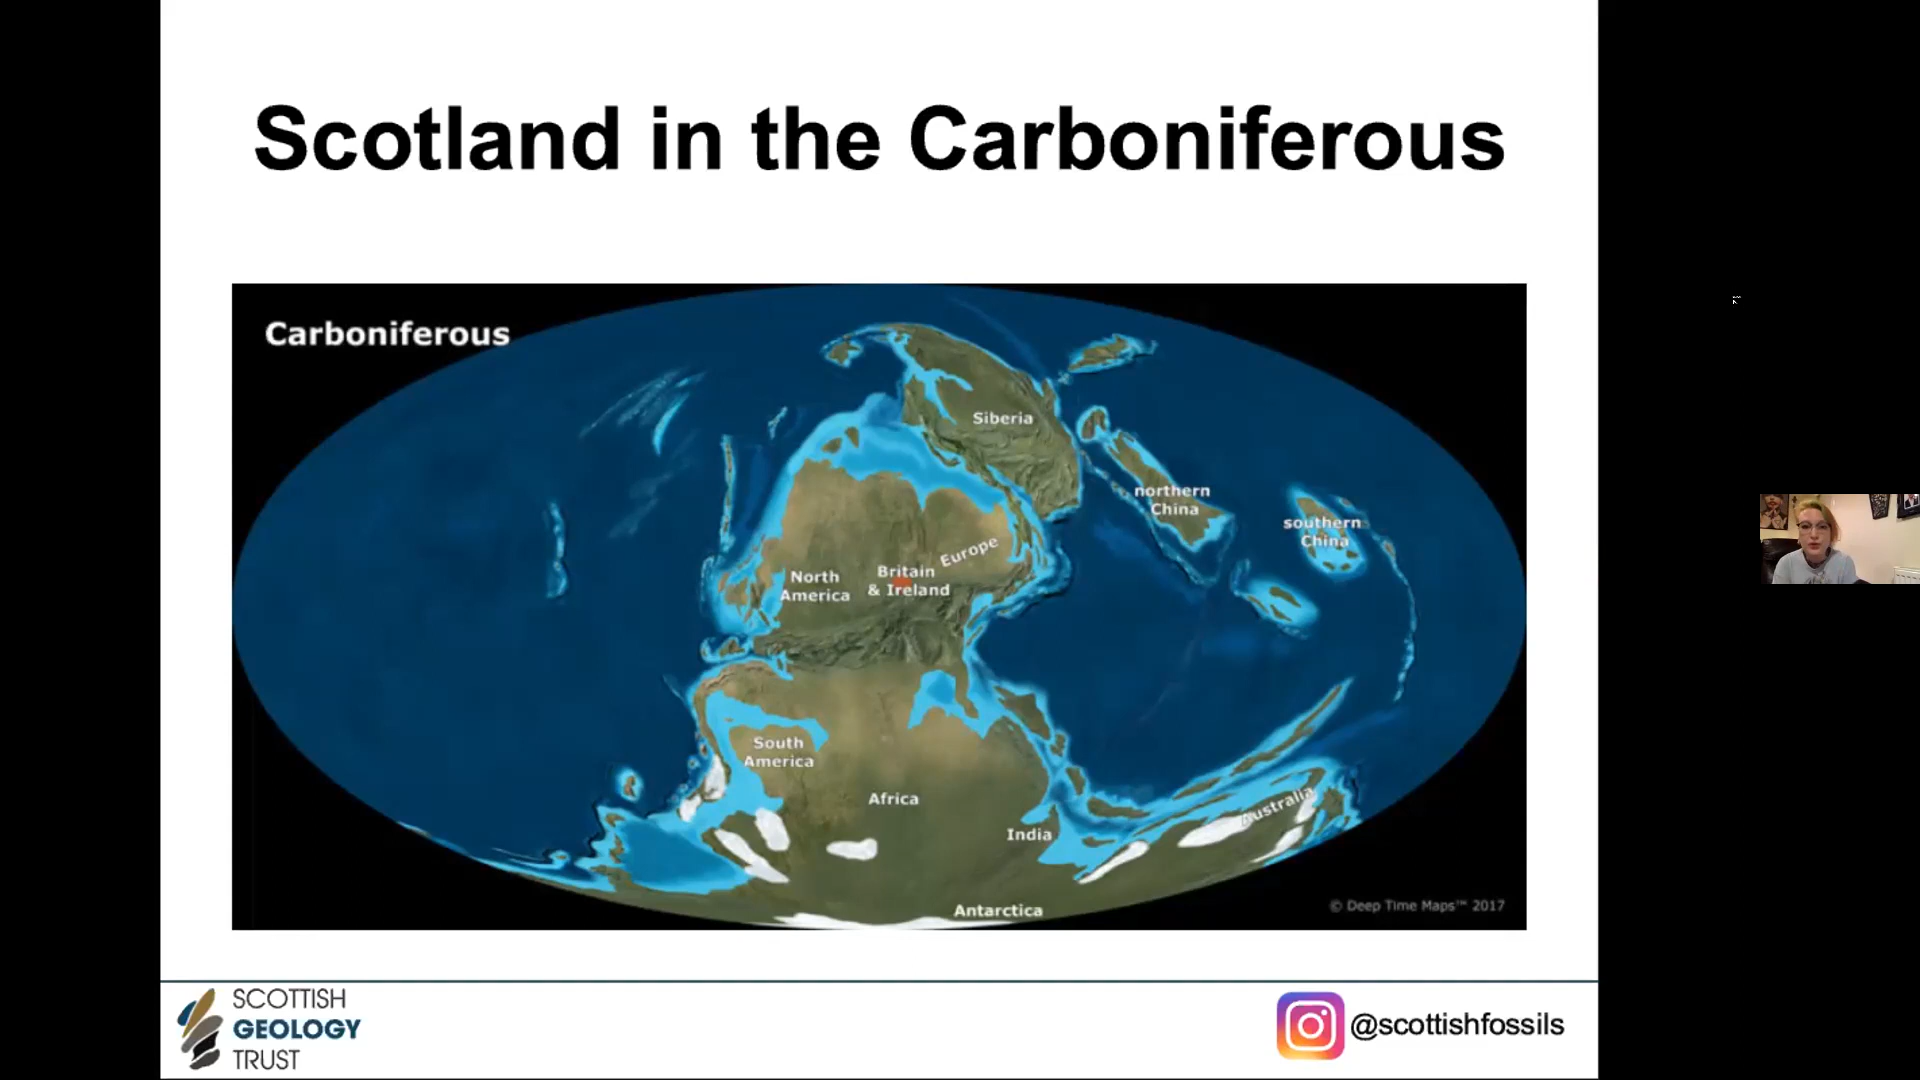 Scotland in the Carboniferous
Carboniferous
Siberia
northern
China
southern
China
Europe
North
America
Britain
& Ireland
South
America
Africa
India
Australia
Antarctica
© Deep Time Maps™ 2017
SCOTTISH
GEOLOGY
TRUST
@scottishfossils